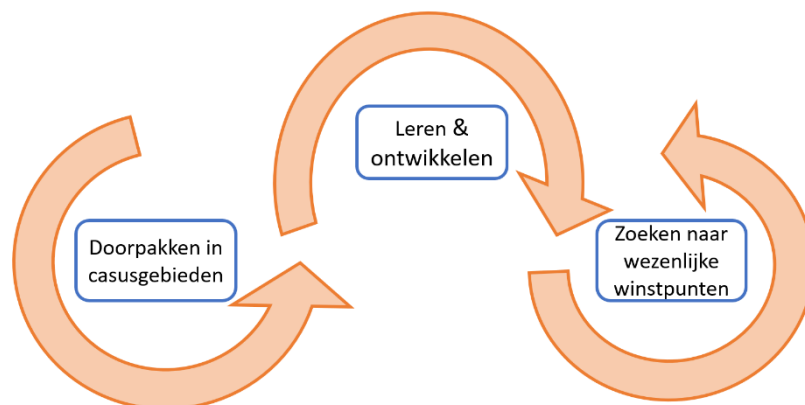 Doorpakken in
casusgebieden
Leren &
ontwikkelen
Zoeken naar
wezenlijke
winstpunten